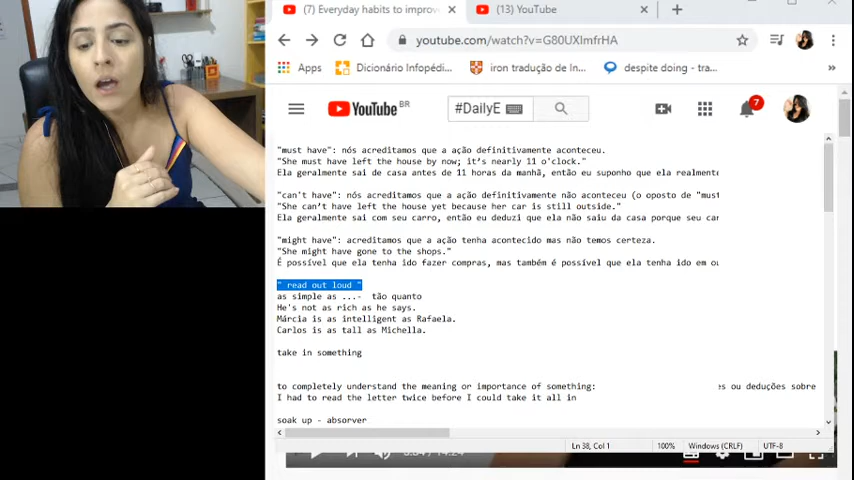 (7) Everyday habits to improv
(13) YouTube
youtube.com/watch?v=G80UXImfrHA
Apps
Dicionário Infopédi...
iron tradução de In...
despite doing - tra...
YouTube BR
#DailyE
7
"must have": nós acreditamos que a ação definitivamente aconteceu.
"She must have left the house by now; it's nearly 11 o'clock."
Ela geralmente sai de casa antes de 11 horas da manhã, então eu suponho que ela realmente
"can't have": nós acreditamos que a ação definitivamente não aconteceu (o oposto de "must
"She can't have left the house yet because her car is still outside."
Ela geralmente sai com seu carro, então eu deduzi que ela não saiu da casa porque seu car
"might have": acreditamos que a ação tenha acontecido mas não temos certeza.
"She might have gone to the shops."
É possível que ela tenha ido fazer compras, mas também é possível que ela tenha ido em ou
" read out loud "
as simple as ...- tão quanto
He's not as rich as he says.
Márcia is as intelligent as Rafaela.
Carlos is as tall as Michella.
take in something
to completely understand the meaning or importance of something:
es ou deduções sobre
I had to read the letter twice before I could take it all in
soak up - absorver
Ln 38, Col 1
100%
Windows (CRLF)
UTF-8